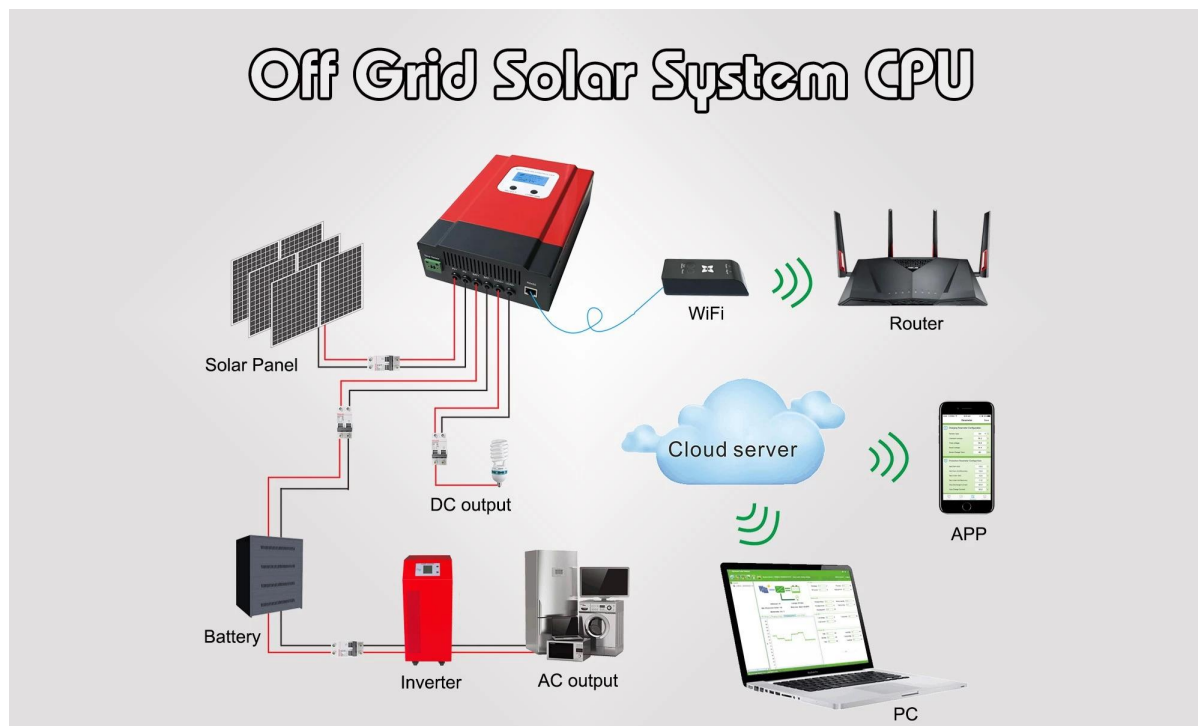 Off Grid Solar System CPU
WiFi
Router
Solar Panel
Cloud server
DC output
APP
Battery
Inverter
AC output
PC